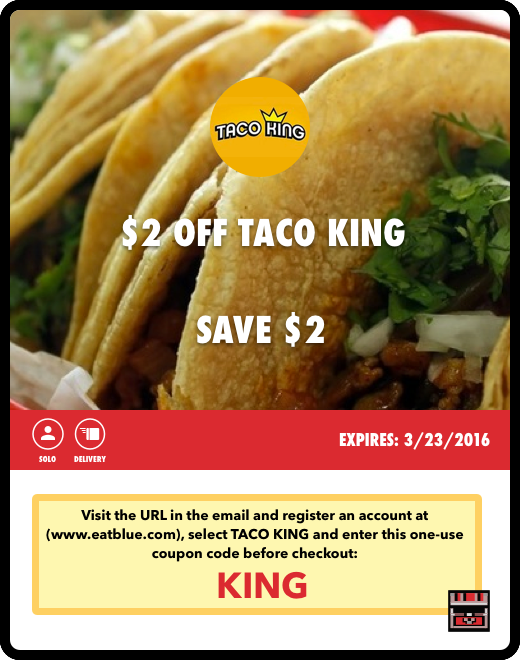 TACO KING
$2 OFF TACO KING
SAVE $2
SOLO
DELIVERY
EXPIRES: 3/23/2016
Visit the URL in the email and register an account at
(www.eatblue.com), select TACO KING and enter this one-use
coupon code before checkout:
KING